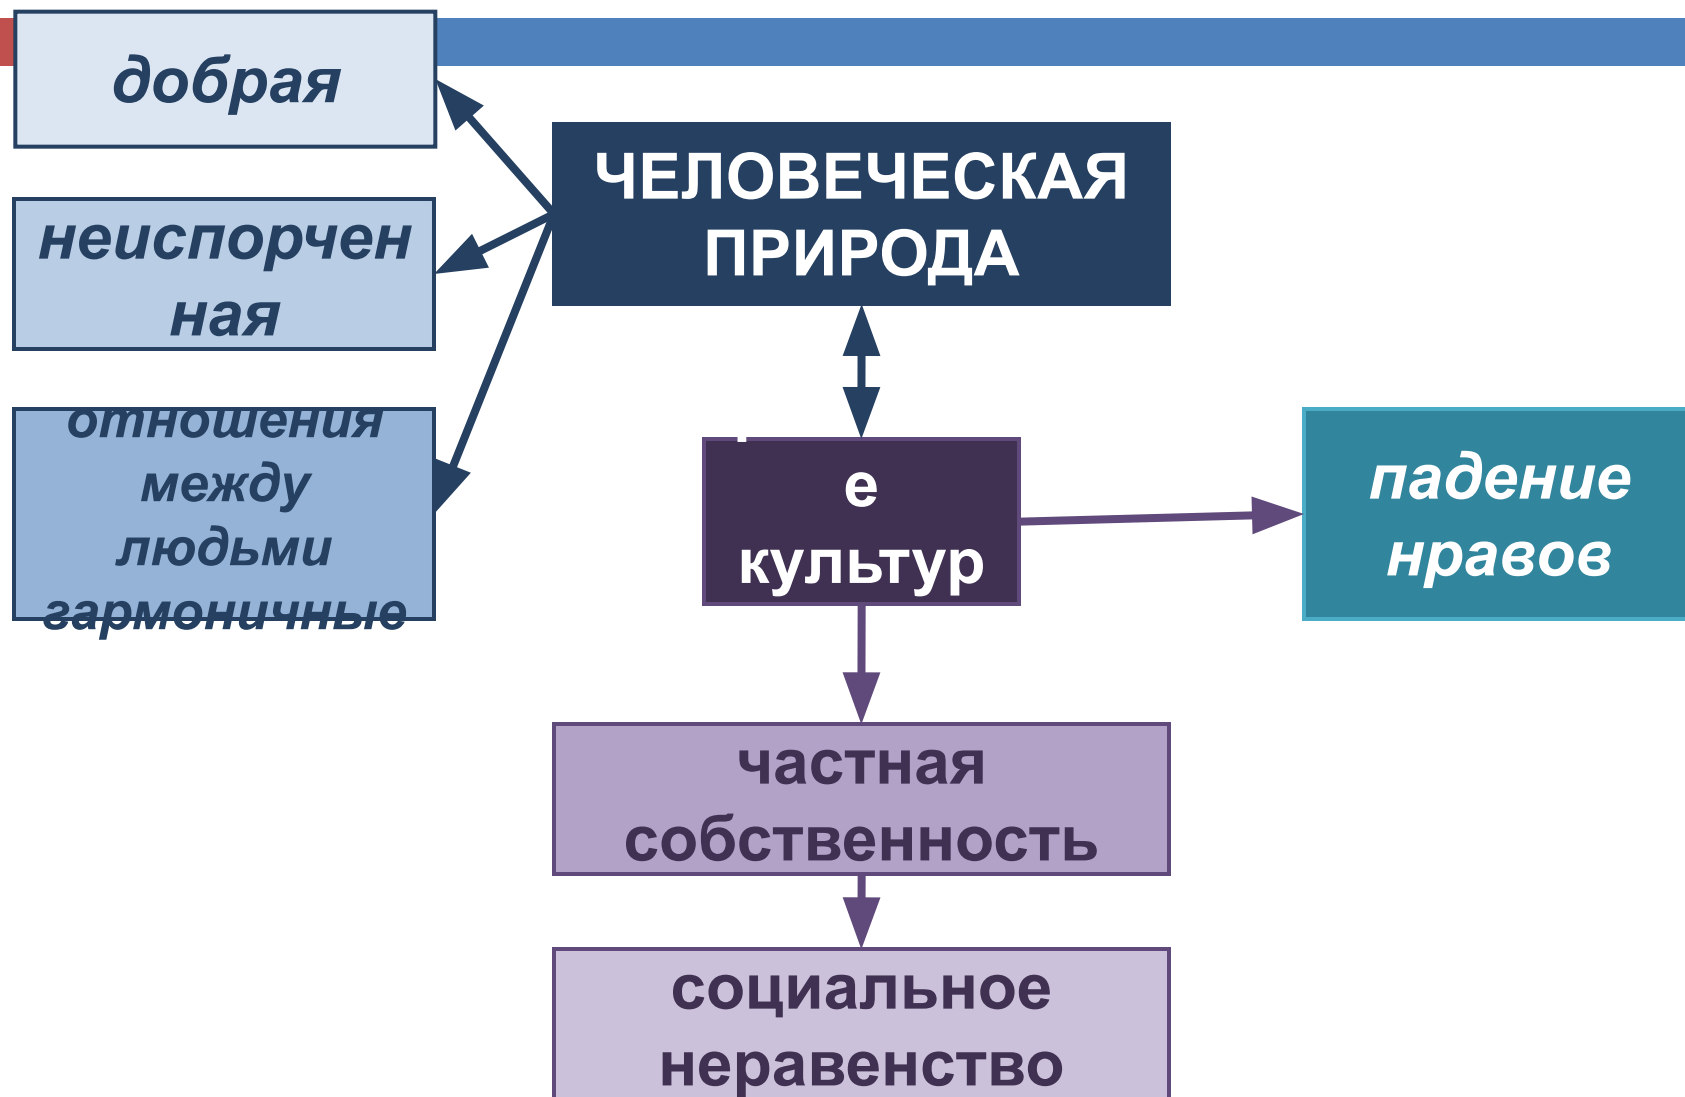 добрая
ЧЕЛОВЕЧЕСКАЯ
ПРИРОДА
неиспорчен
ная
отношения
между
людьми
гармоничные
е
культур
падение
нравов
частная
собственность
социальное
неравенство